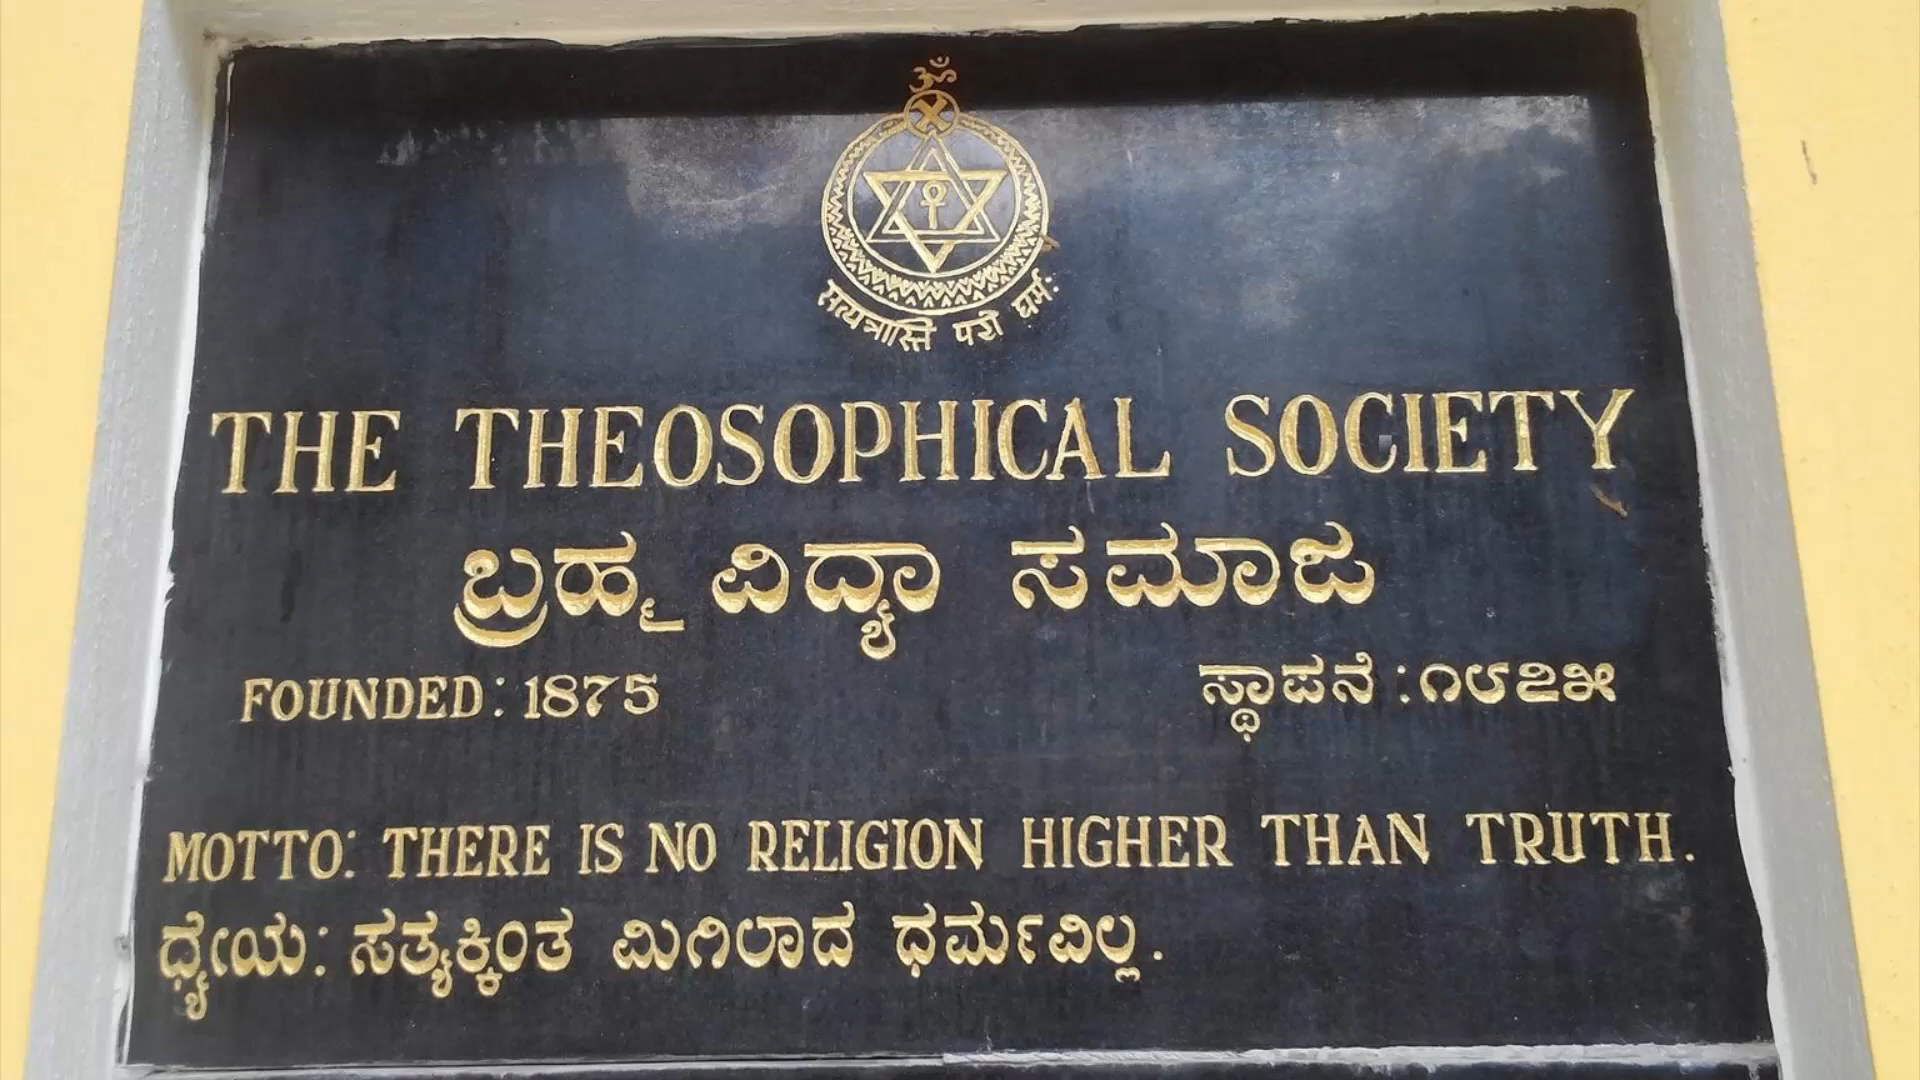 ॐ
सत्यन्नास्ति परो धर्मः
THE THEOSOPHICAL SOCIETY
ಬ್ರಹ್ಮ ವಿದ್ಯಾ ಸಮಾಜ
FOUNDED: 1875 ಸ್ಥಾಪನೆ : ೧೮೭೫
MOTTO: THERE IS NO RELIGION HIGHER THAN TRUTH.
ಧ್ಯೇಯ: ಸತ್ಯಕ್ಕಿಂತ ಮಿಗಿಲಾದ ಧರ್ಮವಿಲ್ಲ.